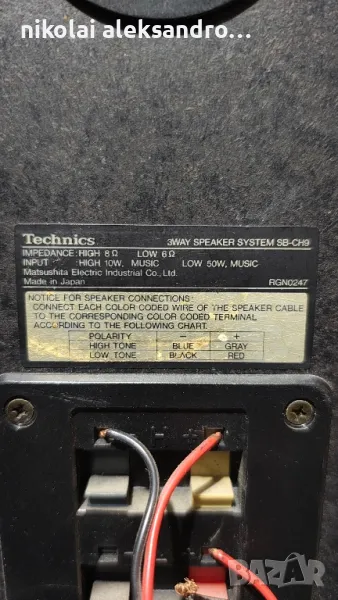 nikolai aleksandro...
Technics 3WAY SPEAKER SYSTEM SB-CH9
IMPEDANCE: HIGH 8Ω LOW 6Ω
INPUT : HIGH 10W, MUSIC LOW 50W, MUSIC
Matsushita Electric Industrial Co., Ltd.
Made in Japan RGN0247
NOTICE FOR SPEAKER CONNECTIONS:
CONNECT EACH COLOR CODED WIRE OF THE SPEAKER CABLE
TO THE CORRESPONDING COLOR CODED TERMINAL
ACCORDING TO THE FOLLOWING CHART.
POLARITY - +
HIGH TONE BLUE GRAY
LOW TONE BLACK RED
- +
bazar